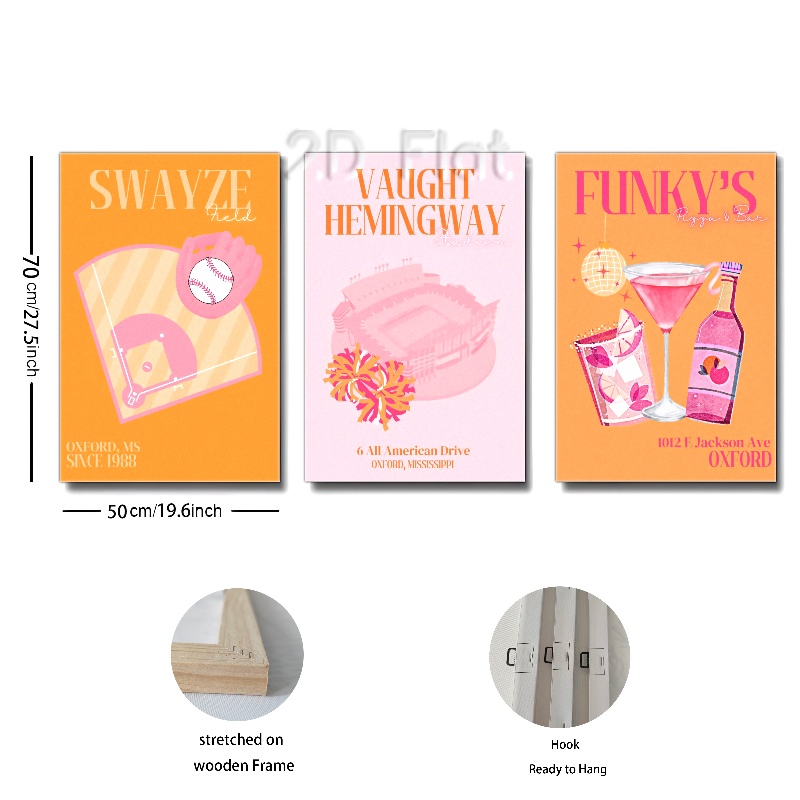 2D Flat
SWAYZE
Field
OXFORD, MS
SINCE 1988
VAUGHT
HEMINGWAY
Stadium
6 All American Drive
OXFORD, MISSISSIPPI
FUNKY'S
Pizza & Bar
1012 E Jackson Ave
OXFORD
70 cm/27.5inch
50 cm/19.6inch
stretched on
wooden Frame
Hook
Ready to Hang